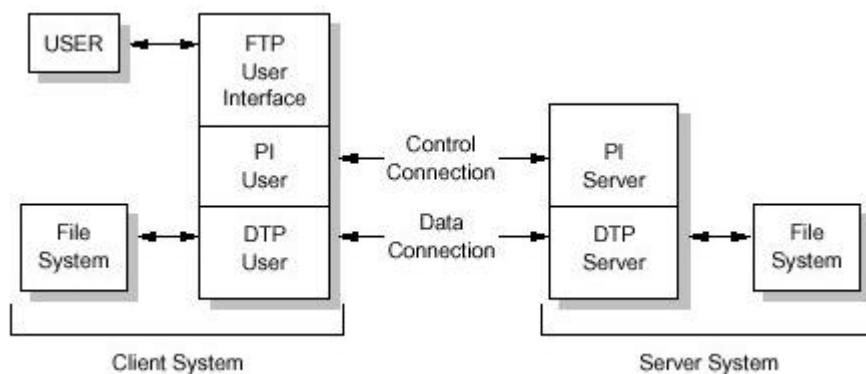 USER
FTP
User
Interface
PI
User
DTP
User
File
System
Control
Connection
Data
Connection
PI
Server
DTP
Server
File
System
Client System
Server System